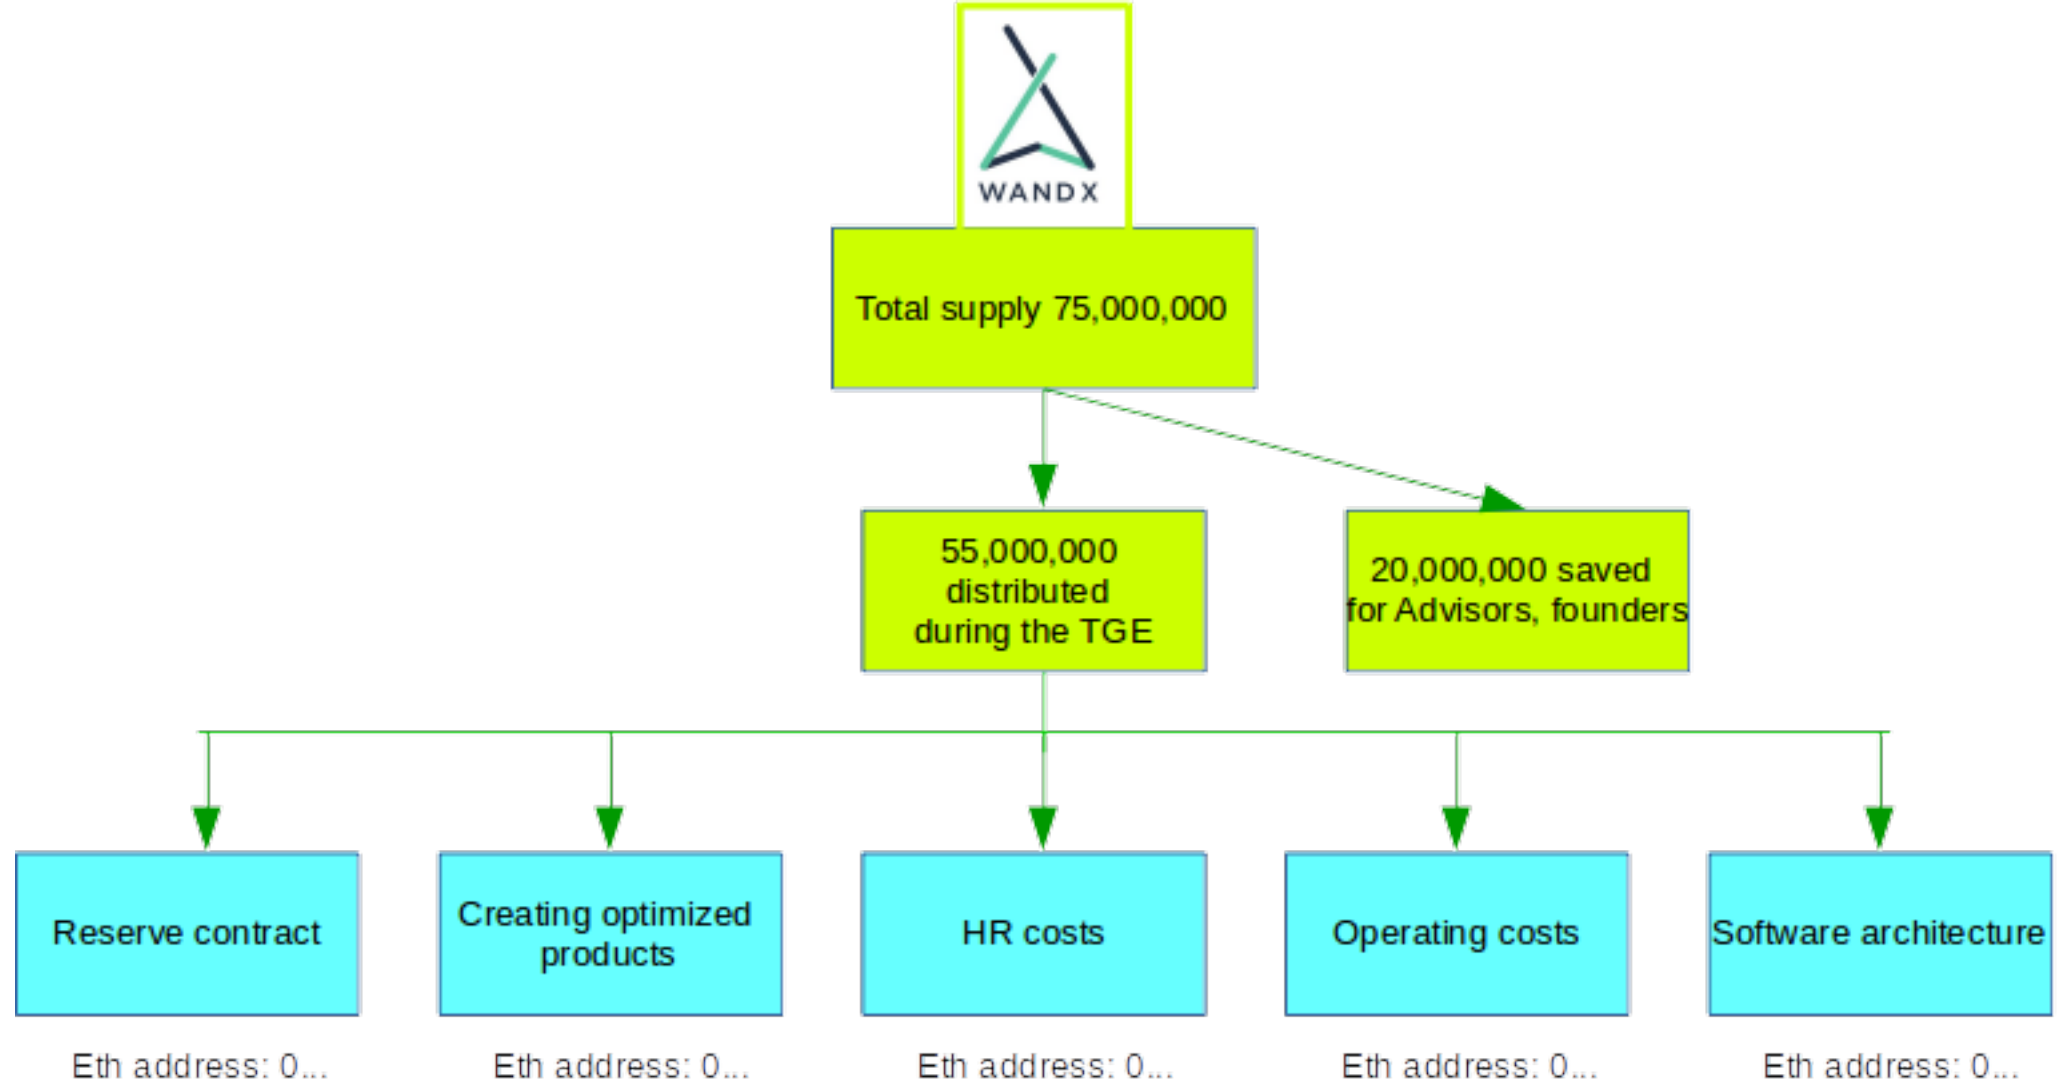 WANDX
Total supply 75,000,000
55,000,000
distributed
during the TGE
20,000,000 saved
for Advisors, founders
Reserve contract
Creating optimized
products
HR costs
Operating costs
Software architecture
Eth address: 0...
Eth address: 0...
Eth address: 0...
Eth address: 0...
Eth address: 0...